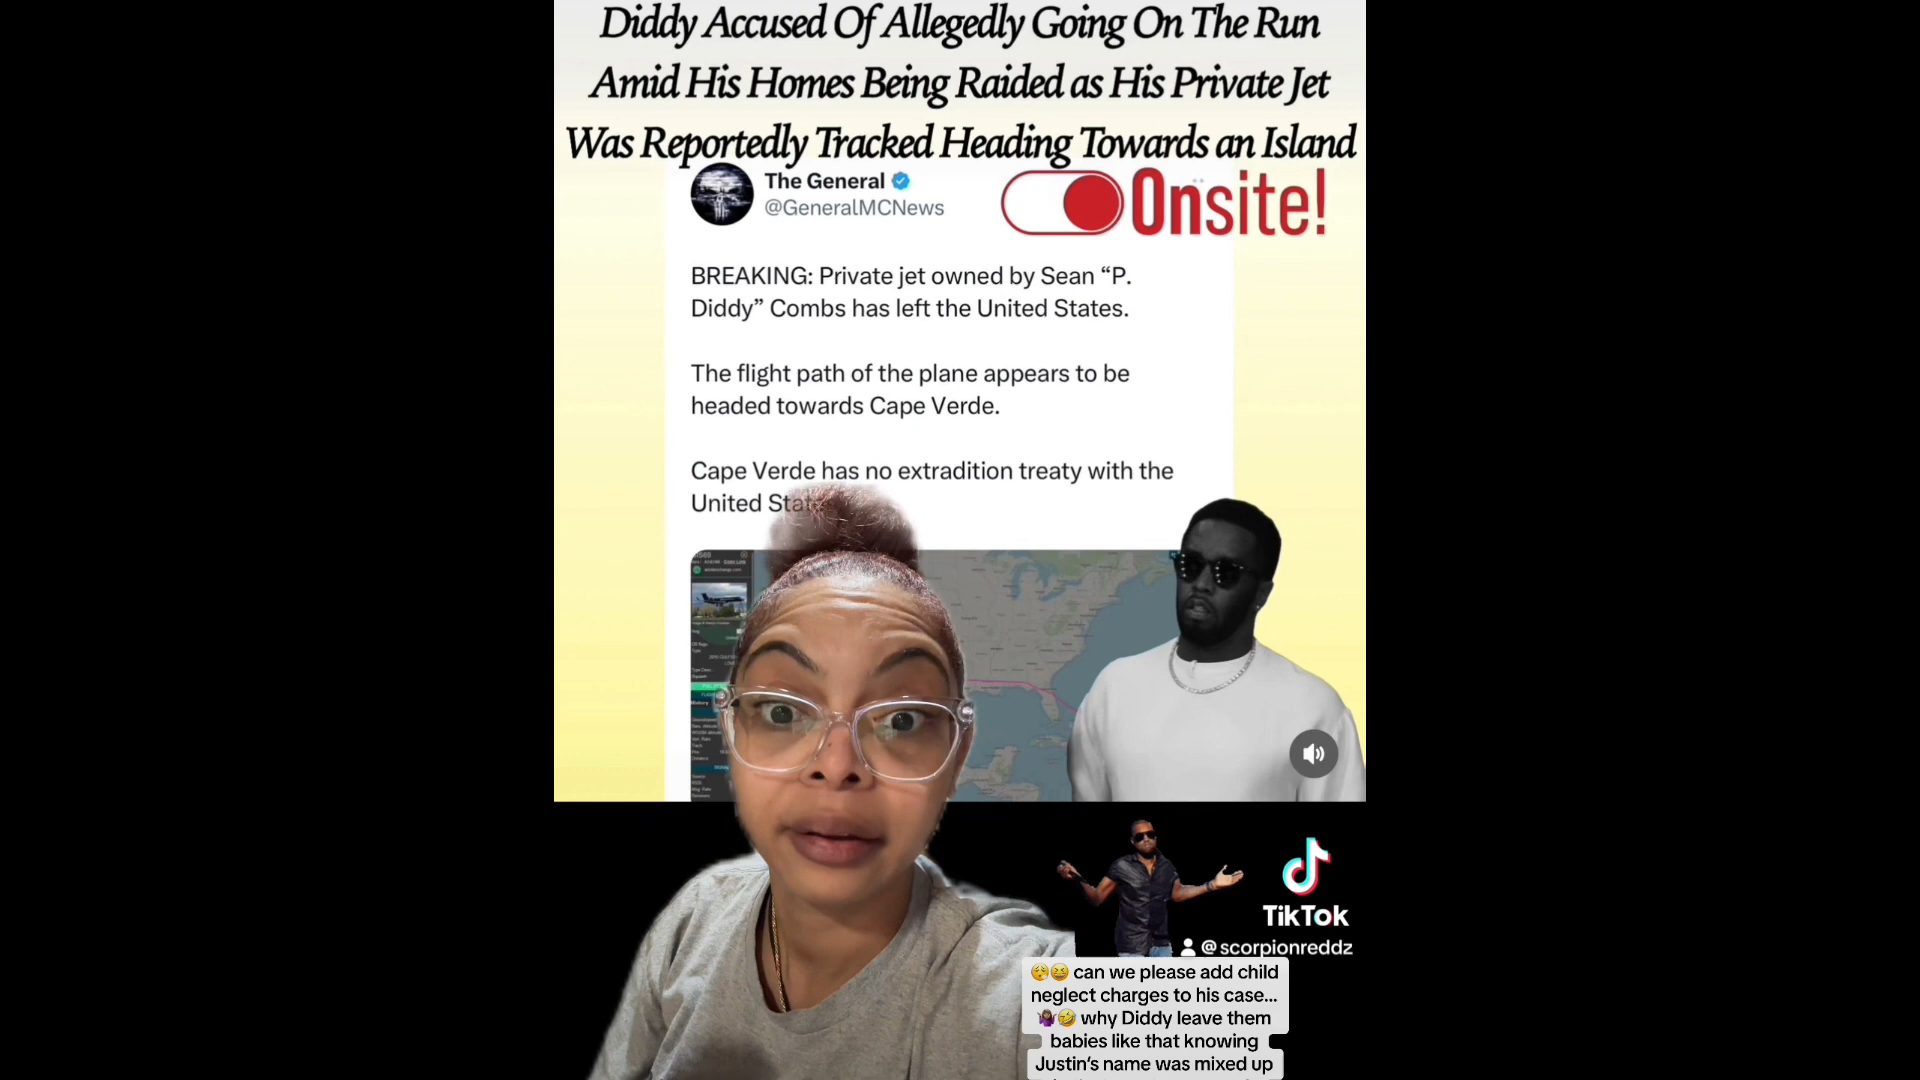 Diddy Accused Of Allegedly Going On The Run
Amid His Homes Being Raided as His Private Jet
Was Reportedly Tracked Heading Towards an Island
The General
@GeneralMCNews
Onsite!
BREAKING: Private jet owned by Sean “P.
Diddy” Combs has left the United States.
The flight path of the plane appears to be
headed towards Cape Verde.
Cape Verde has no extradition treaty with the
United States
TikTok
@scorpionreddz
😮‍💨😆 can we please add child
neglect charges to his case...
🤷🏾‍♀️🤣 why Diddy leave them
babies like that knowing
Justin’s name was mixed up